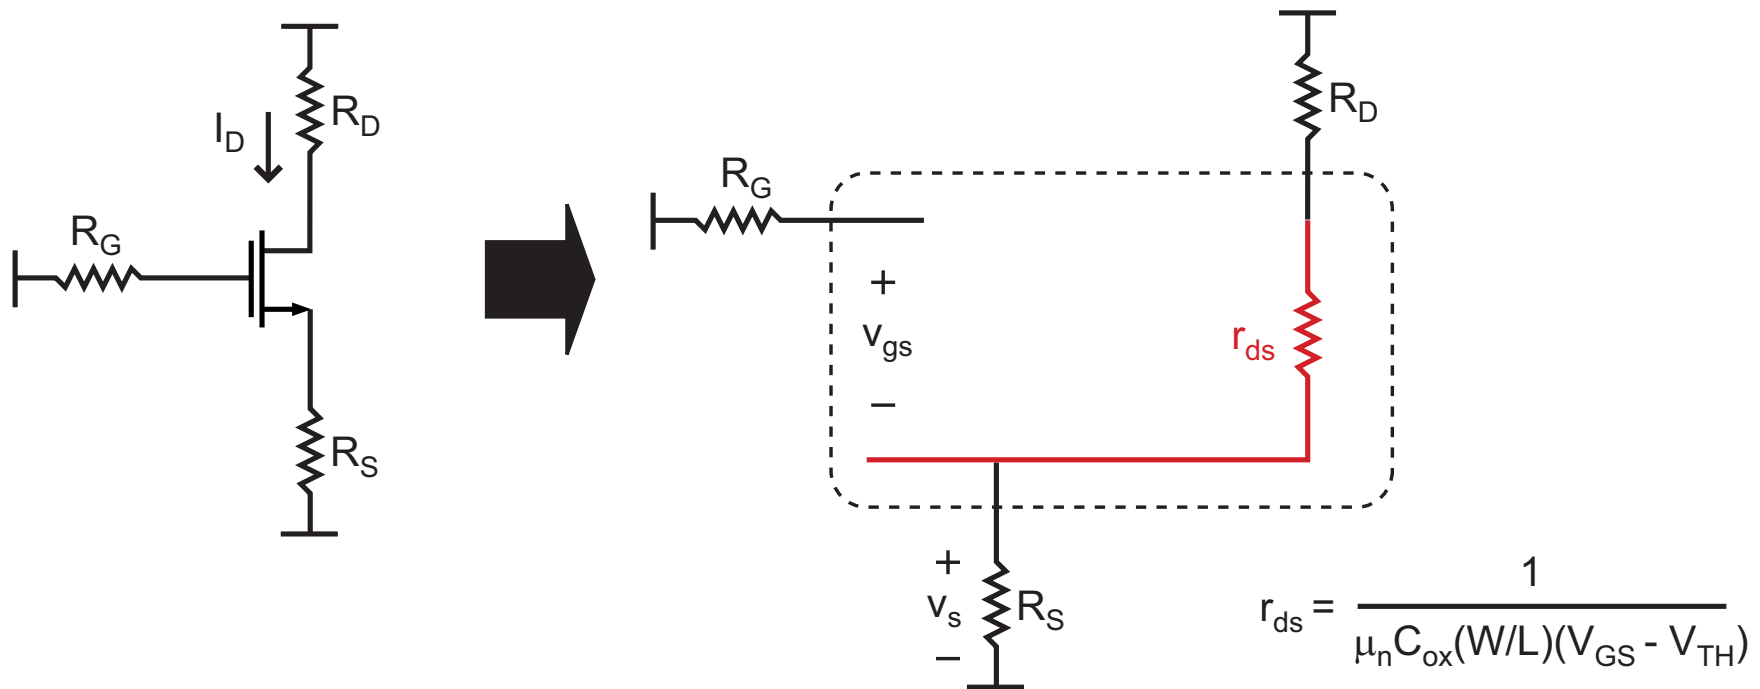 I_D
R_D
R_G
R_S
R_D
R_G
+
v_gs
–
r_ds
+
v_s
–
R_S
r_ds = 1 / μ_nC_ox(W/L)(V_GS - V_TH)